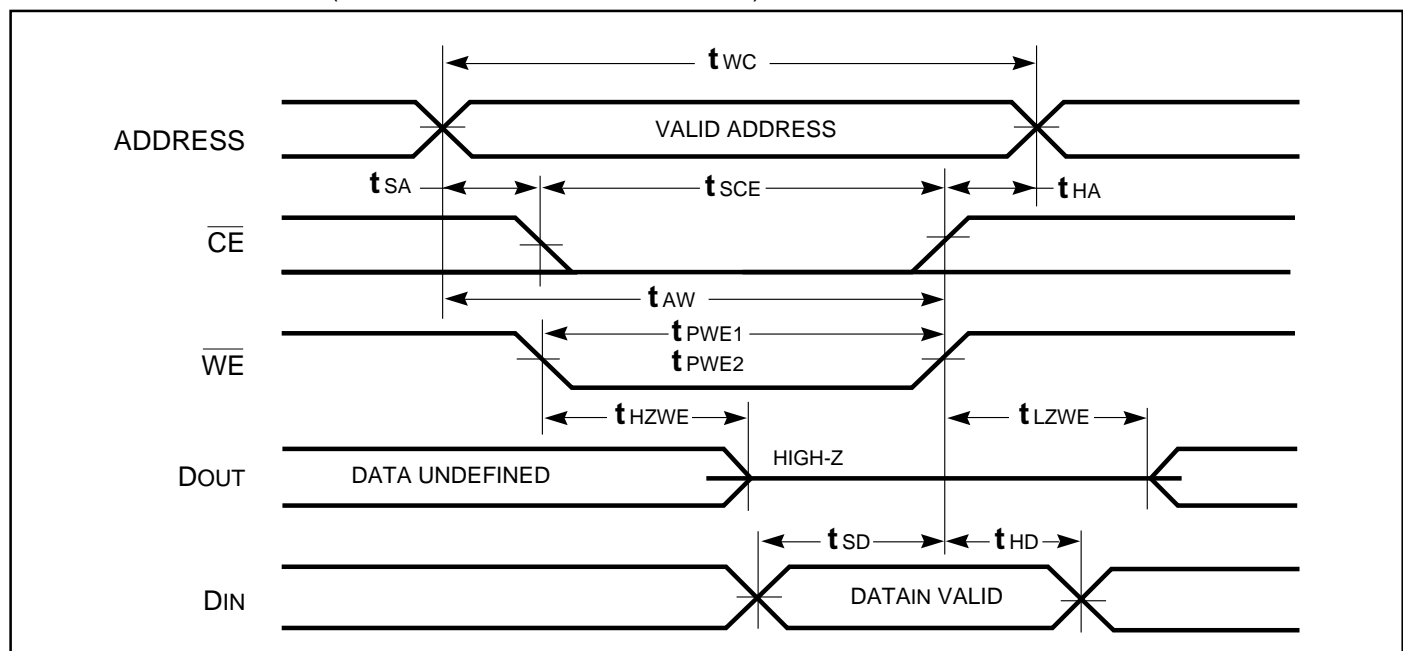 tWC
ADDRESS
VALID ADDRESS
tSA
tSCE
tHA
CE
tAW
tPWE1
WE
tPWE2
tHZWE
tLZWE
DOUT
DATA UNDEFINED
HIGH-Z
tSD
tHD
DIN
DATAIN VALID